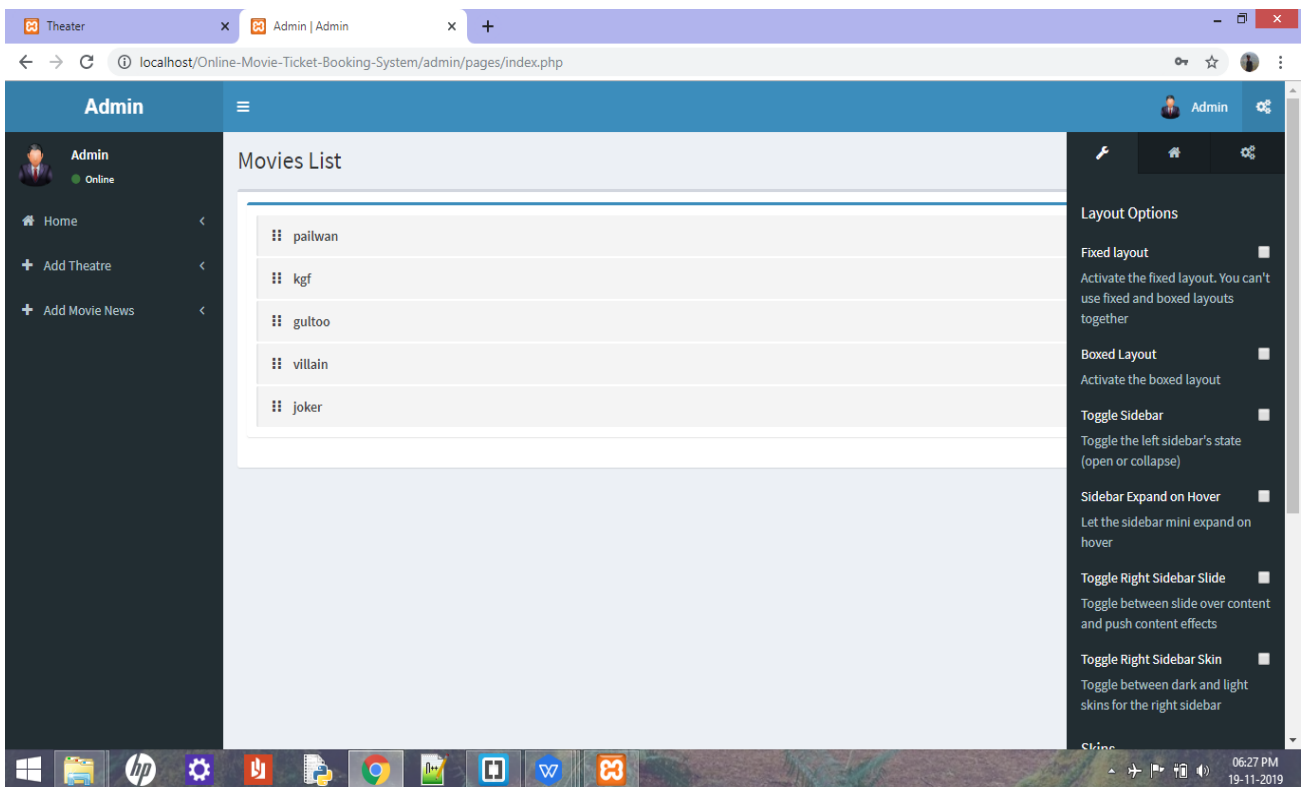 Theater
Admin | Admin
localhost/Online-Movie-Ticket-Booking-System/admin/pages/index.php
Admin
Admin
Admin
Online
Home
Add Theatre
Add Movie News
Movies List
pailwan
kgf
gultoo
villain
joker
Layout Options
Fixed layout
Activate the fixed layout. You can't
use fixed and boxed layouts
together
Boxed Layout
Activate the boxed layout
Toggle Sidebar
Toggle the left sidebar's state
(open or collapse)
Sidebar Expand on Hover
Let the sidebar mini expand on
hover
Toggle Right Sidebar Slide
Toggle between slide over content
and push content effects
Toggle Right Sidebar Skin
Toggle between dark and light
skins for the right sidebar
Skins
hp
06:27 PM
19-11-2019